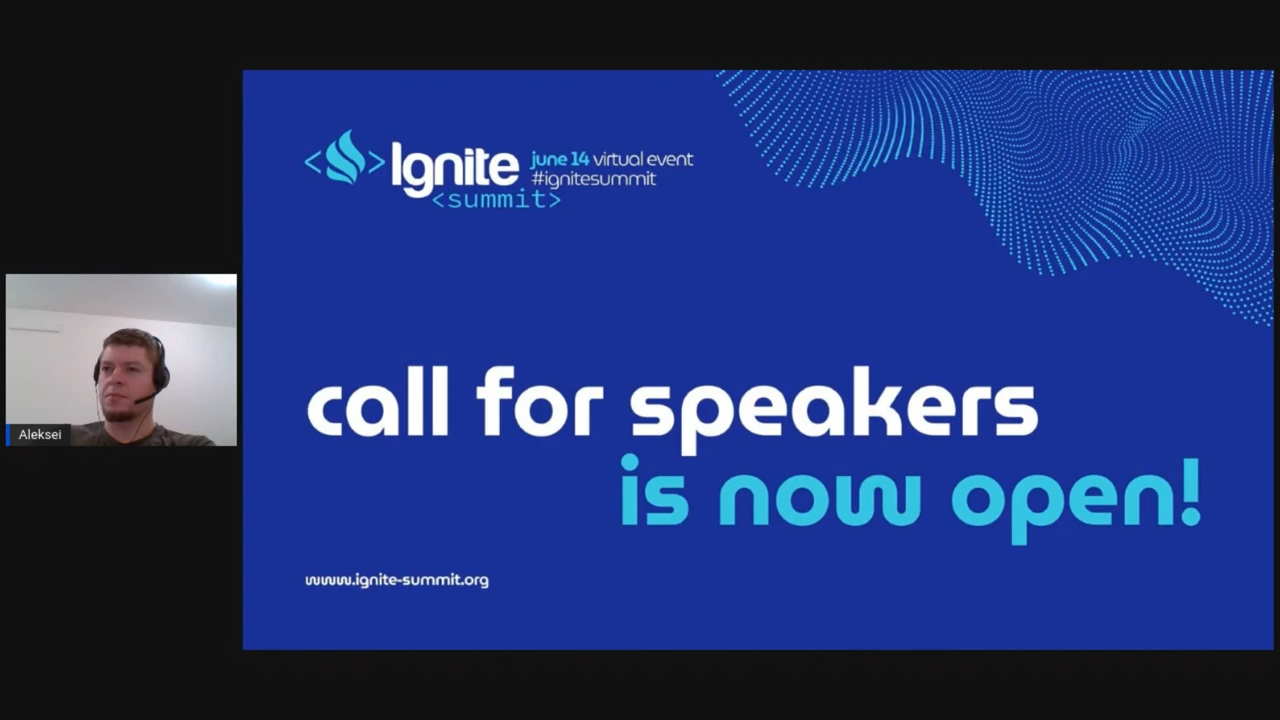 Ignite
june 14 virtual event
#ignitesummit
<summit>
call for speakers
is now open!
www.ignite-summit.org
Aleksei